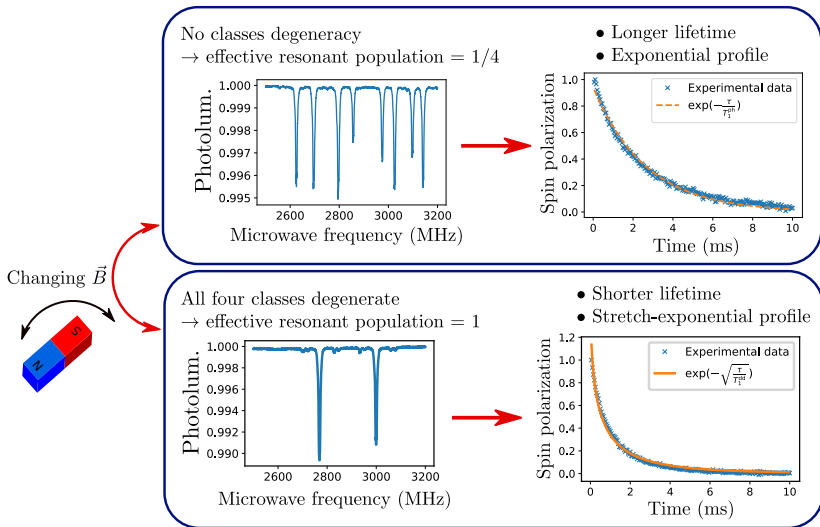 No classes degeneracy
→ effective resonant population = 1/4
● Longer lifetime
● Exponential profile
Photolum.
1.000
0.999
0.998
0.997
0.996
0.995
2600 2800 3000 3200
Microwave frequency (MHz)
Spin polarization
1.0
0.8
0.6
0.4
0.2
0.0
0 2 4 6 8 10
Time (ms)
Experimental data
exp(−τ/T₁ᵖʰ)
Changing B⃗
N
S
All four classes degenerate
→ effective resonant population = 1
● Shorter lifetime
● Stretch-exponential profile
Photolum.
1.000
0.998
0.996
0.994
0.992
0.990
2600 2800 3000 3200
Microwave frequency (MHz)
Spin polarization
1.2
1.0
0.8
0.6
0.4
0.2
0.0
0 2 4 6 8 10
Time (ms)
Experimental data
exp(−√(τ/T₁ᵈᵈ))